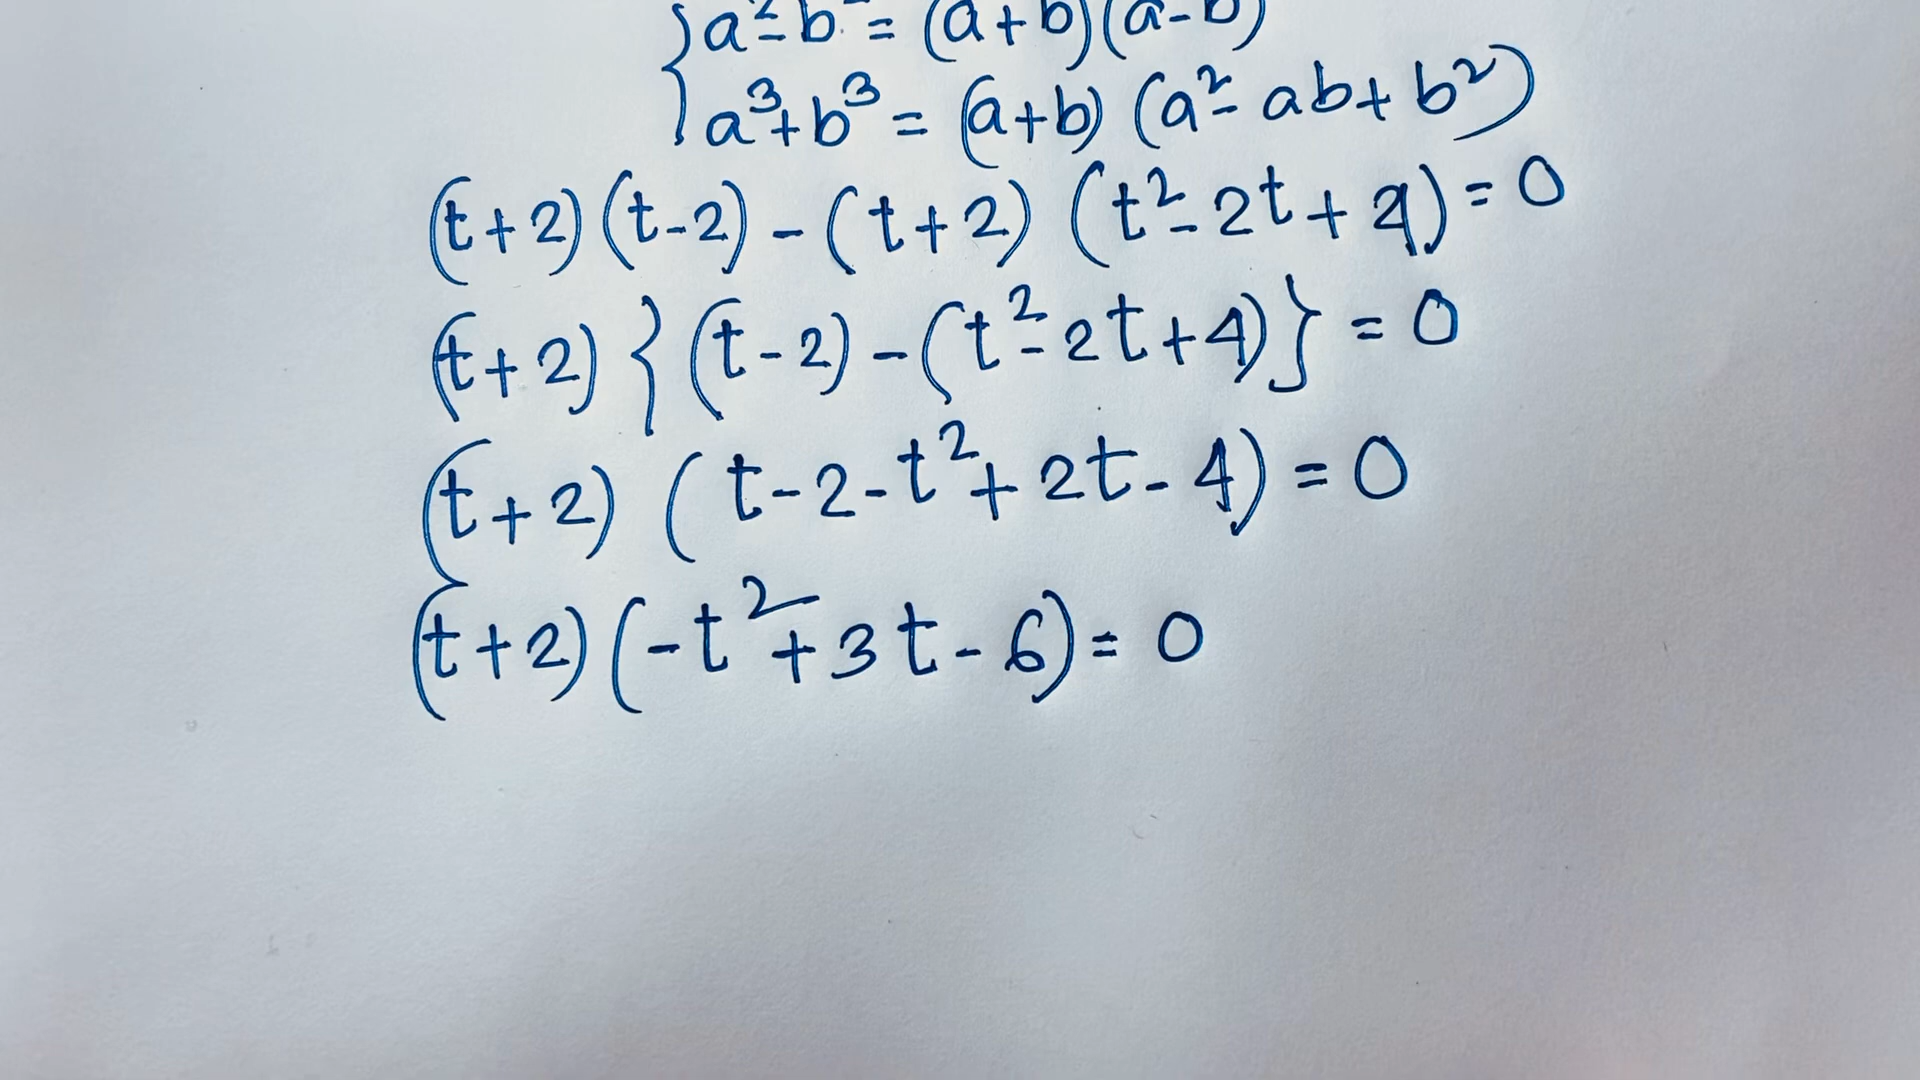 {a²-b² = (a+b)(a-b)
a³+b³ = (a+b) (a²-ab+b²)
(t+2)(t-2) - (t+2) (t²-2t+4) = 0
(t+2) {(t-2) - (t²-2t+4)} = 0
(t+2) (t-2-t²+2t-4) = 0
(t+2)(-t²+3t-6) = 0